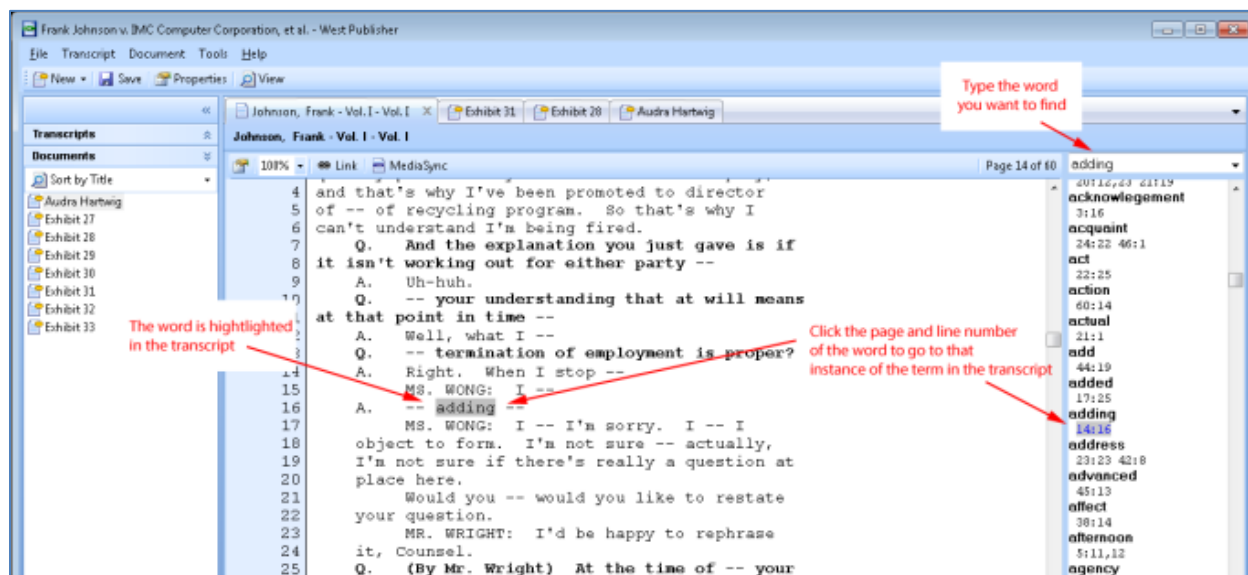 Frank Johnson v. IMC Computer Corporation, et al. - West Publisher
File Transcript Document Tools Help
New Save Properties View
Type the word
you want to find
Johnson, Frank - Vol. I - Vol. I Exhibit 31 Exhibit 28 Audra Hartwig
Transcripts
Johnson, Frank - Vol. I - Vol. I
Documents
100% Link MediaSync Page 14 of 60 adding
Sort by Title
Audra Hartwig
Exhibit 27
Exhibit 28
Exhibit 29
Exhibit 30
Exhibit 31
Exhibit 32
Exhibit 33
The word is hightlighted
in the transcript
4 and that's why I've been promoted to director
5 of -- of recycling program. So that's why I
6 can't understand I'm being fired.
7 Q. And the explanation you just gave is if
8 it isn't working out for either party --
9 A. Uh-huh.
10 Q. -- your understanding that at will means
at that point in time --
A. Well, what I --
Q. -- termination of employment is proper?
14 A. Right. When I stop --
15 MS. WONG: I --
16 A. -- adding --
17 MS. WONG: I -- I'm sorry. I -- I
18 object to form. I'm not sure -- actually,
19 I'm not sure if there's really a question at
20 place here.
21 Would you -- would you like to restate
22 your question.
23 MR. WRIGHT: I'd be happy to rephrase
24 it, Counsel.
25 Q. (By Mr. Wright) At the time of -- your
Click the page and line number
of the word to go to that
instance of the term in the transcript
20:12,23 21:19
acknowlegement
3:16
acquaint
24:22 46:1
act
22:25
action
60:14
actual
21:1
add
44:19
added
17:25
adding
14:16
address
23:23 42:8
advanced
45:13
affect
38:14
afternoon
5:11,12
agency